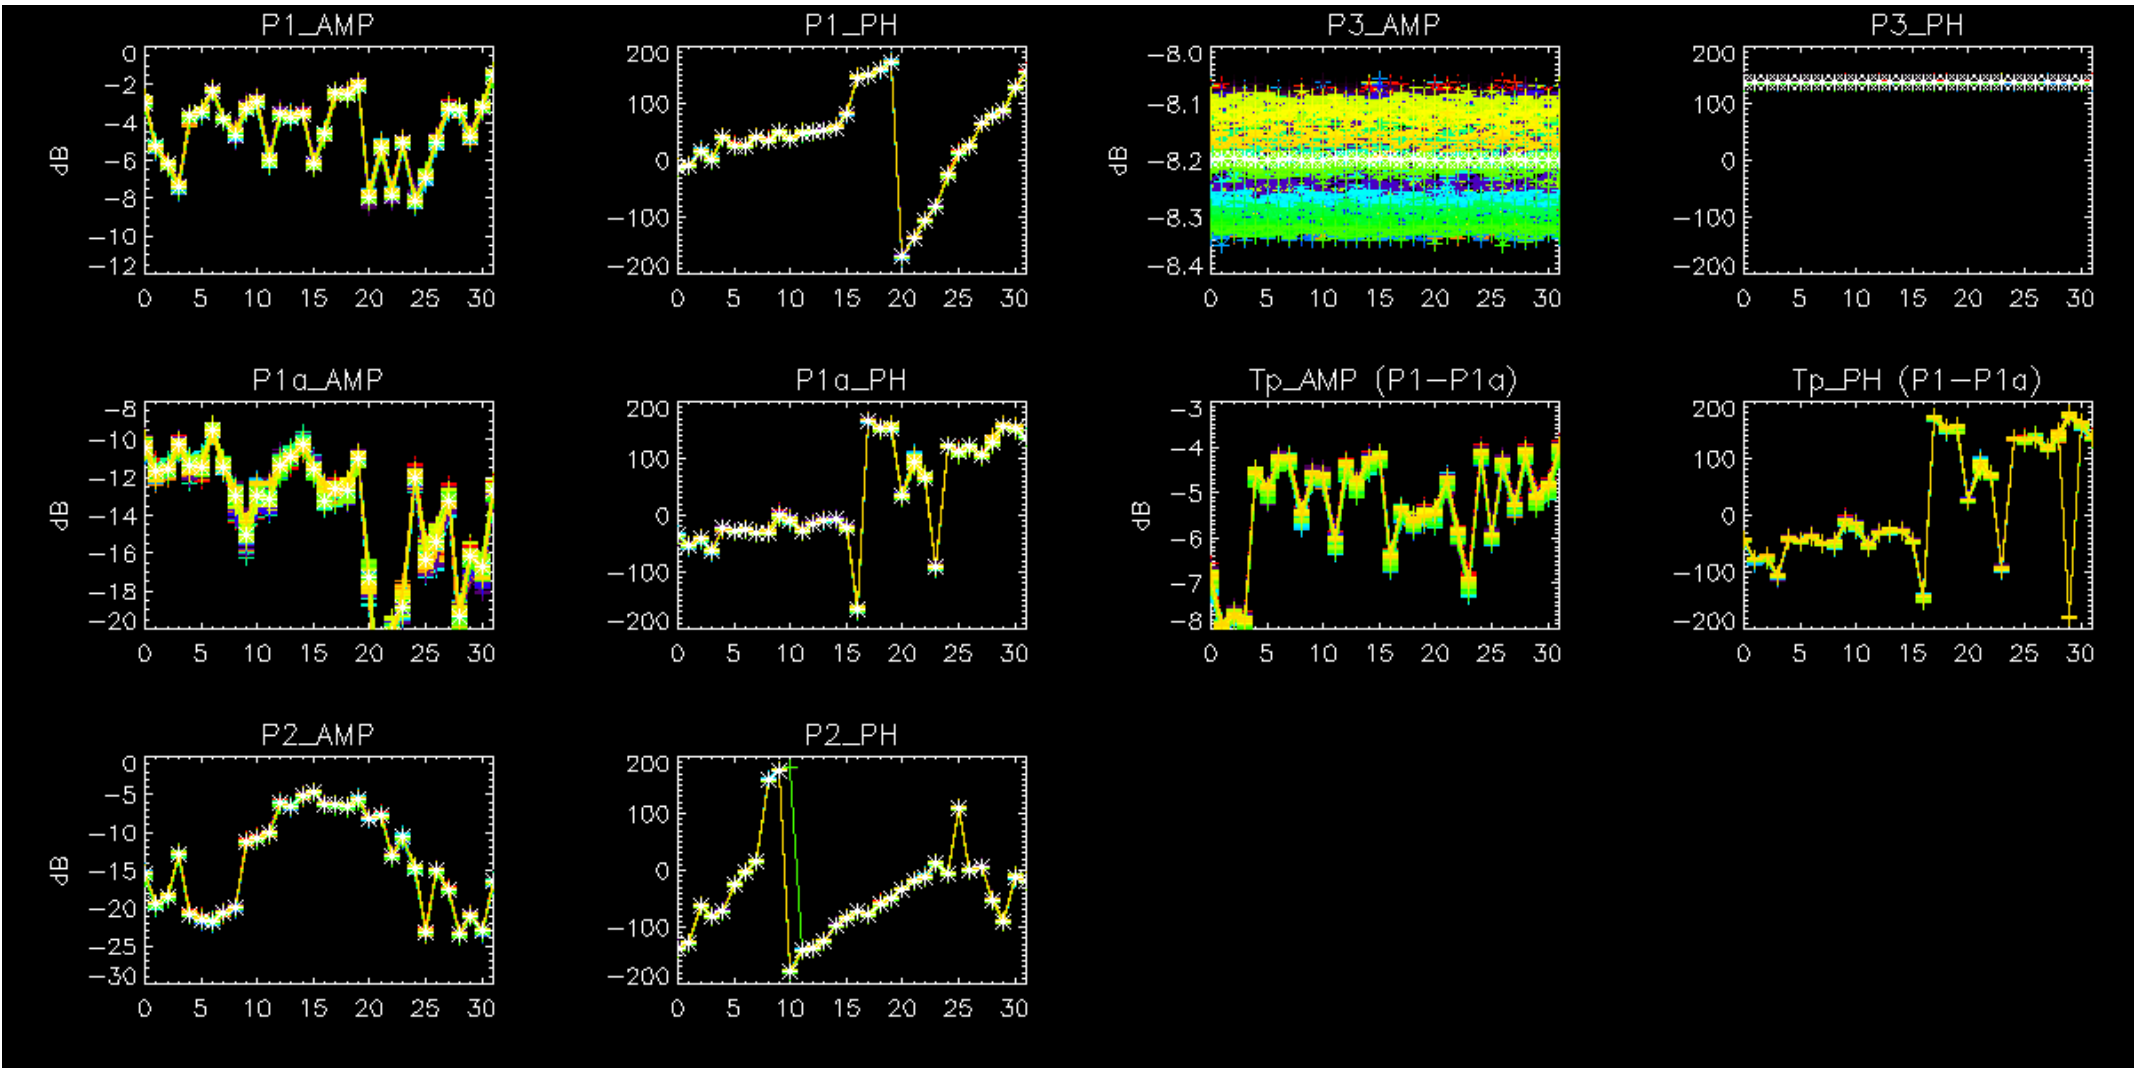 P1_AMP P1_PH P3_AMP P3_PH
0 200 -8.0 200
-2
-4 100 -8.1 100
dB -6 0 dB -8.2 0
-8
-10 -100 -8.3 -100
-12 -200 -8.4 -200
0 5 10 15 20 25 30 0 5 10 15 20 25 30 0 5 10 15 20 25 30 0 5 10 15 20 25 30
P1a_AMP P1a_PH Tp_AMP (P1-P1a) Tp_PH (P1-P1a)
-8 200 -3 200
-10 100 -4 100
-12
dB -14 0 dB -5 0
-16 -6
-18 -100 -7 -100
-20 -200 -8 -200
0 5 10 15 20 25 30 0 5 10 15 20 25 30 0 5 10 15 20 25 30 0 5 10 15 20 25 30
P2_AMP P2_PH
0 200
-5 100
-10
dB -15 0
-20 -100
-25
-30 -200
0 5 10 15 20 25 30 0 5 10 15 20 25 30